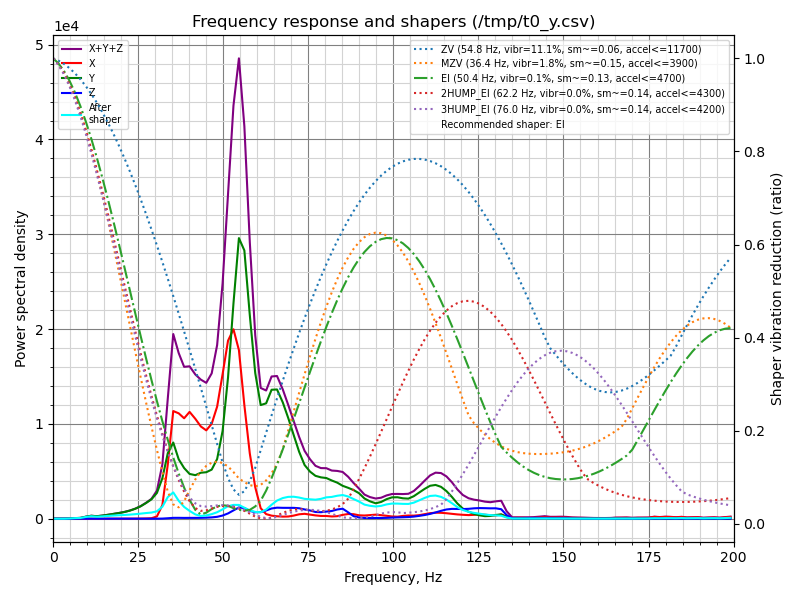 Frequency response and shapers (/tmp/t0_y.csv)
1e4
X+Y+Z
X
Y
Z
After
shaper
ZV (54.8 Hz, vibr=11.1%, sm~=0.06, accel<=11700)
MZV (36.4 Hz, vibr=1.8%, sm~=0.15, accel<=3900)
EI (50.4 Hz, vibr=0.1%, sm~=0.13, accel<=4700)
2HUMP_EI (62.2 Hz, vibr=0.0%, sm~=0.14, accel<=4300)
3HUMP_EI (76.0 Hz, vibr=0.0%, sm~=0.14, accel<=4200)
Recommended shaper: EI
5
4
3
2
1
0
Power spectral density
1.0
0.8
0.6
0.4
0.2
0.0
Shaper vibration reduction (ratio)
0 25 50 75 100 125 150 175 200
Frequency, Hz